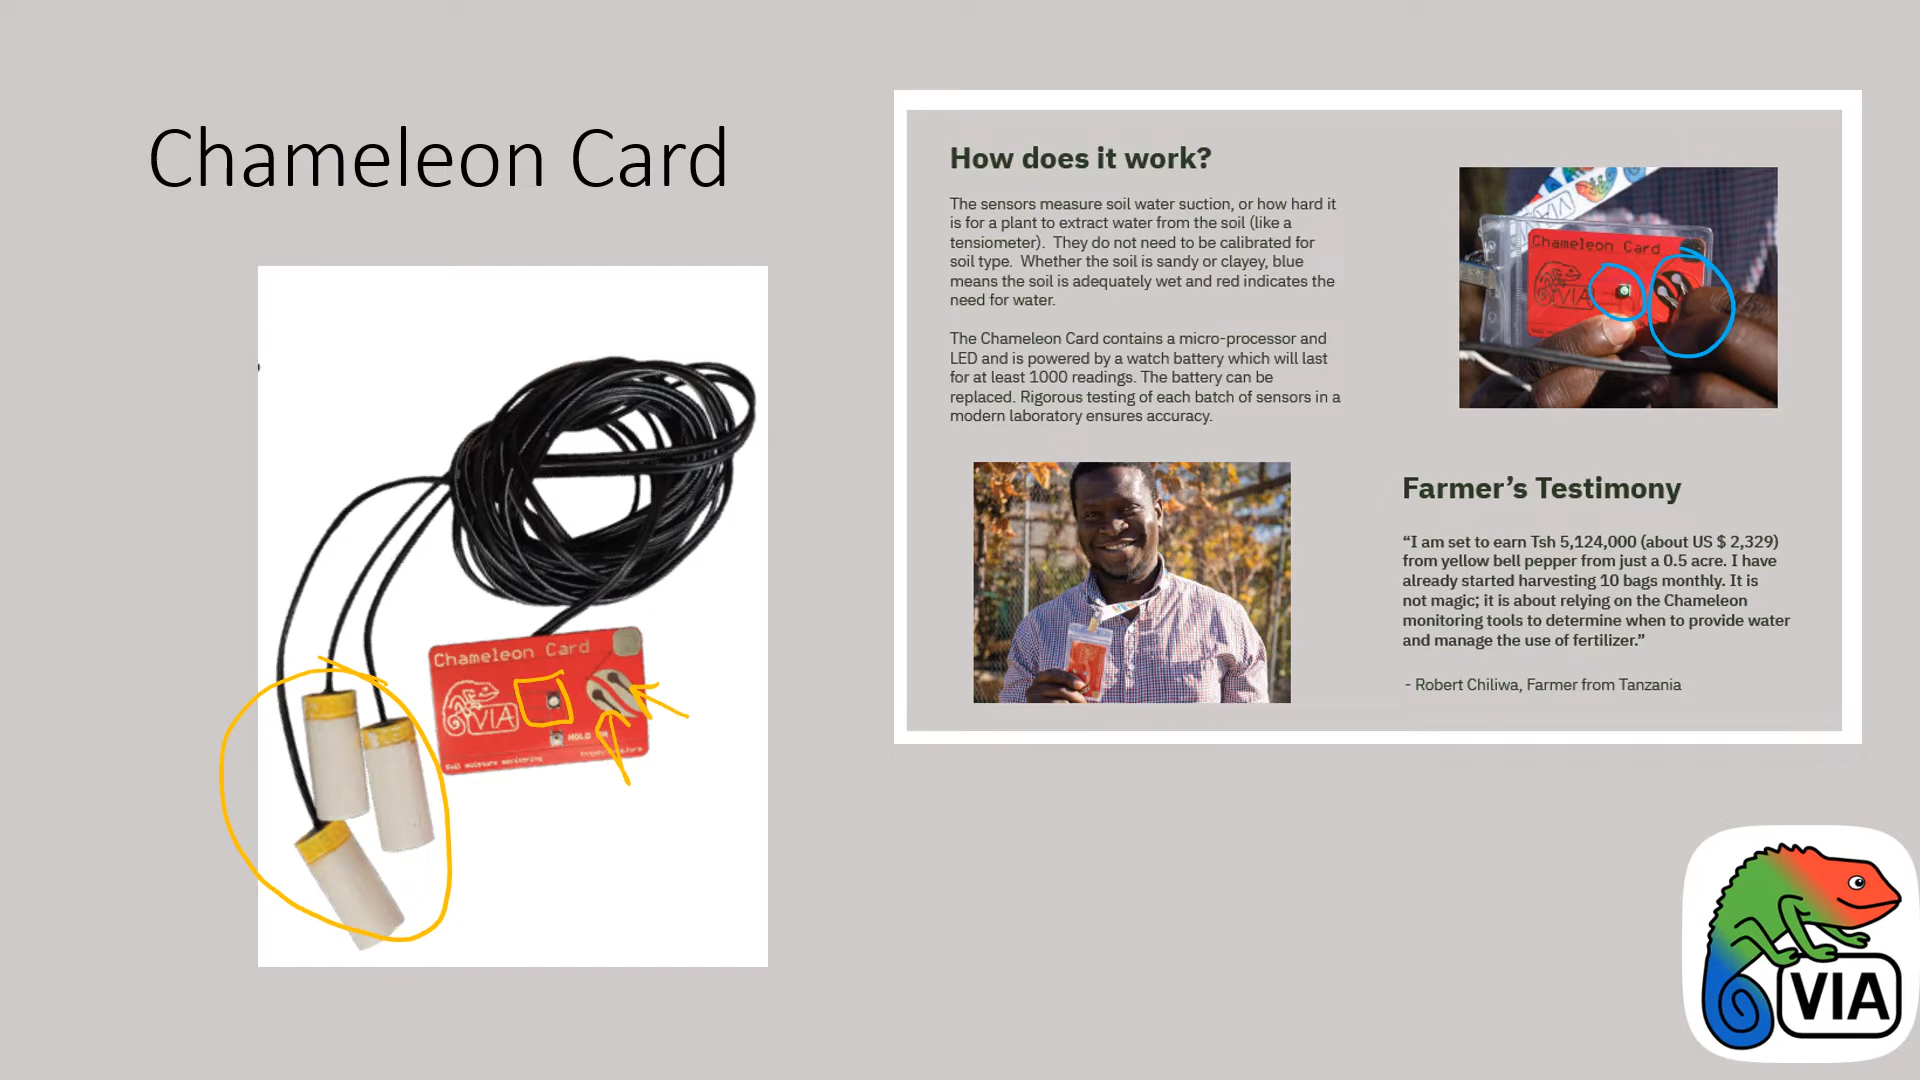 Chameleon Card
Chameleon Card
VIA
HOLD
Soil moisture monitoring
How does it work?
The sensors measure soil water suction, or how hard it
is for a plant to extract water from the soil (like a
tensiometer).  They do not need to be calibrated for
soil type.  Whether the soil is sandy or clayey, blue
means the soil is adequately wet and red indicates the
need for water.
The Chameleon Card contains a micro-processor and
LED and is powered by a watch battery which will last
for at least 1000 readings. The battery can be
replaced. Rigorous testing of each batch of sensors in a
modern laboratory ensures accuracy.
VIA
Chameleon Card
VIA
Farmer’s Testimony
“I am set to earn Tsh 5,124,000 (about US $ 2,329)
from yellow bell pepper from just a 0.5 acre. I have
already started harvesting 10 bags monthly. It is
not magic; it is about relying on the Chameleon
monitoring tools to determine when to provide water
and manage the use of fertilizer.”
- Robert Chiliwa, Farmer from Tanzania
VIA